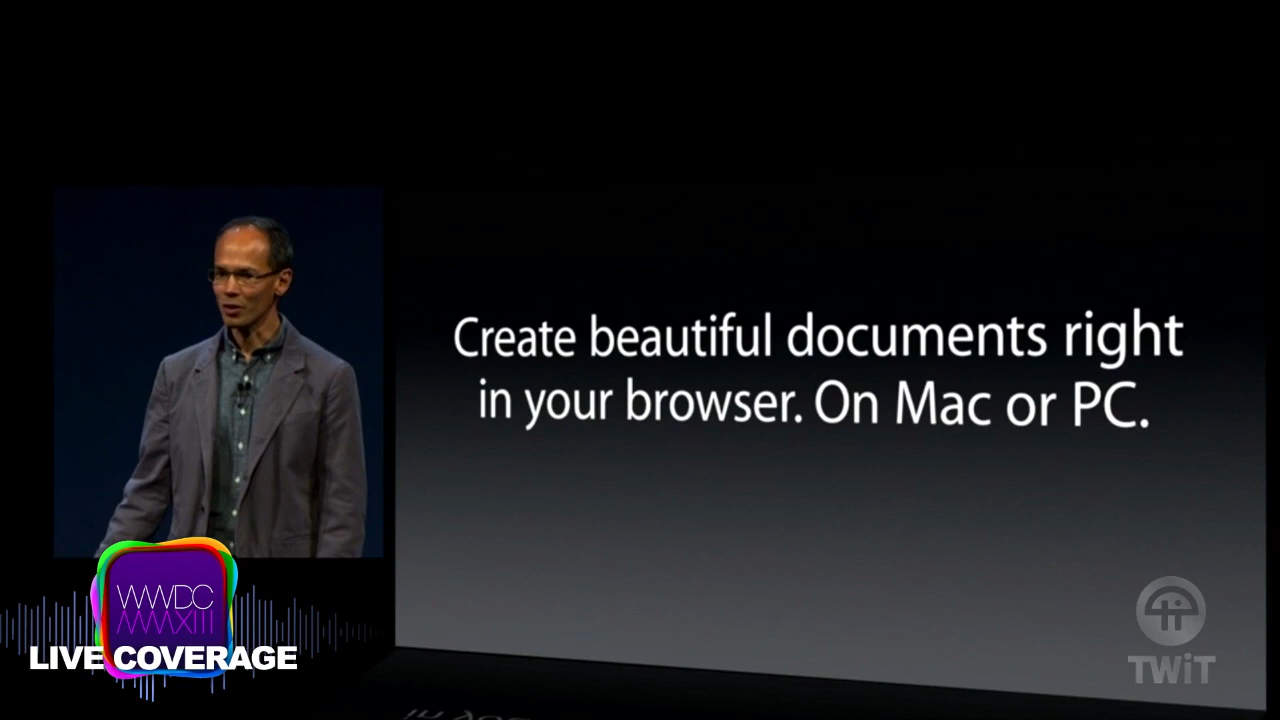 Create beautiful documents right
in your browser. On Mac or PC.
WWDC
MMXIII
LIVE COVERAGE
TWiT